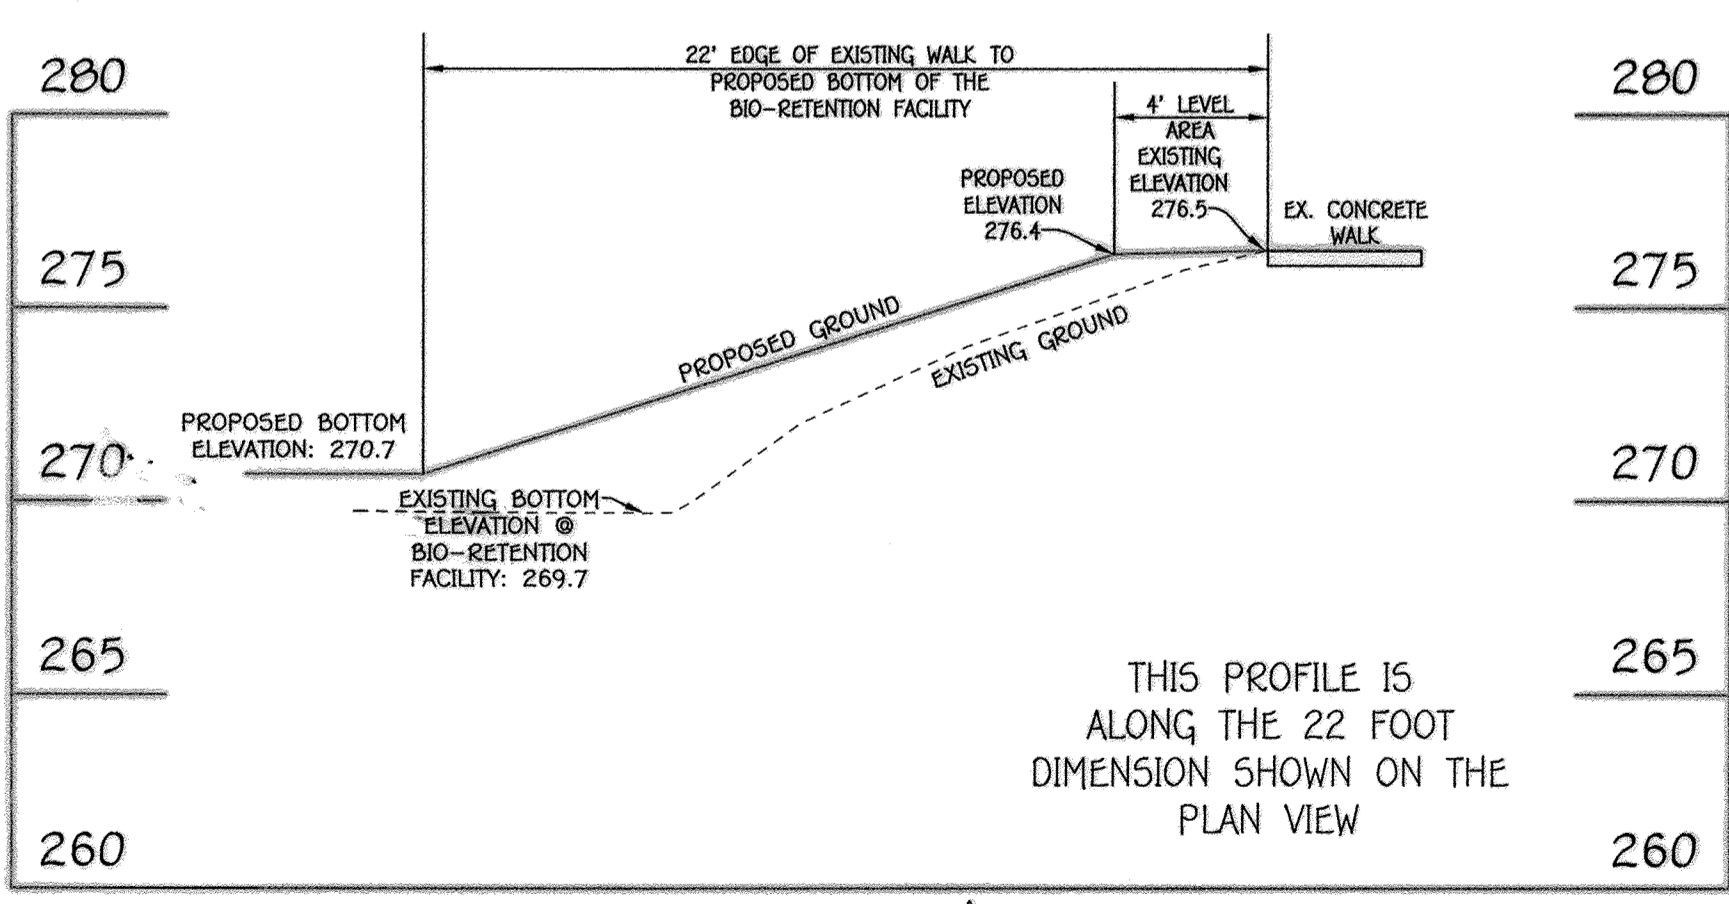 22' EDGE OF EXISTING WALK TO
PROPOSED BOTTOM OF THE
BIO-RETENTION FACILITY
4' LEVEL
AREA
EXISTING
ELEVATION
276.5
PROPOSED
ELEVATION
276.4
EX. CONCRETE
WALK
280
280
275
275
PROPOSED GROUND
EXISTING GROUND
PROPOSED BOTTOM
ELEVATION: 270.7
270
270
EXISTING BOTTOM
ELEVATION @
BIO-RETENTION
FACILITY: 269.7
265
265
THIS PROFILE IS
ALONG THE 22 FOOT
DIMENSION SHOWN ON THE
PLAN VIEW
260
260